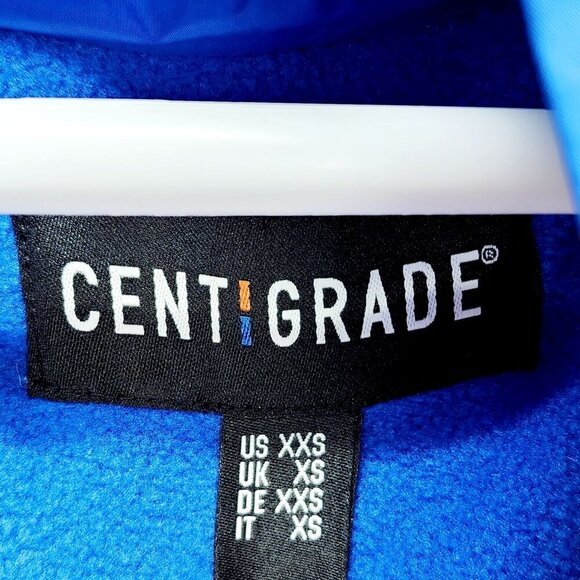 CENTIGRADE®
US XXS
UK XS
DE XXS
IT XS